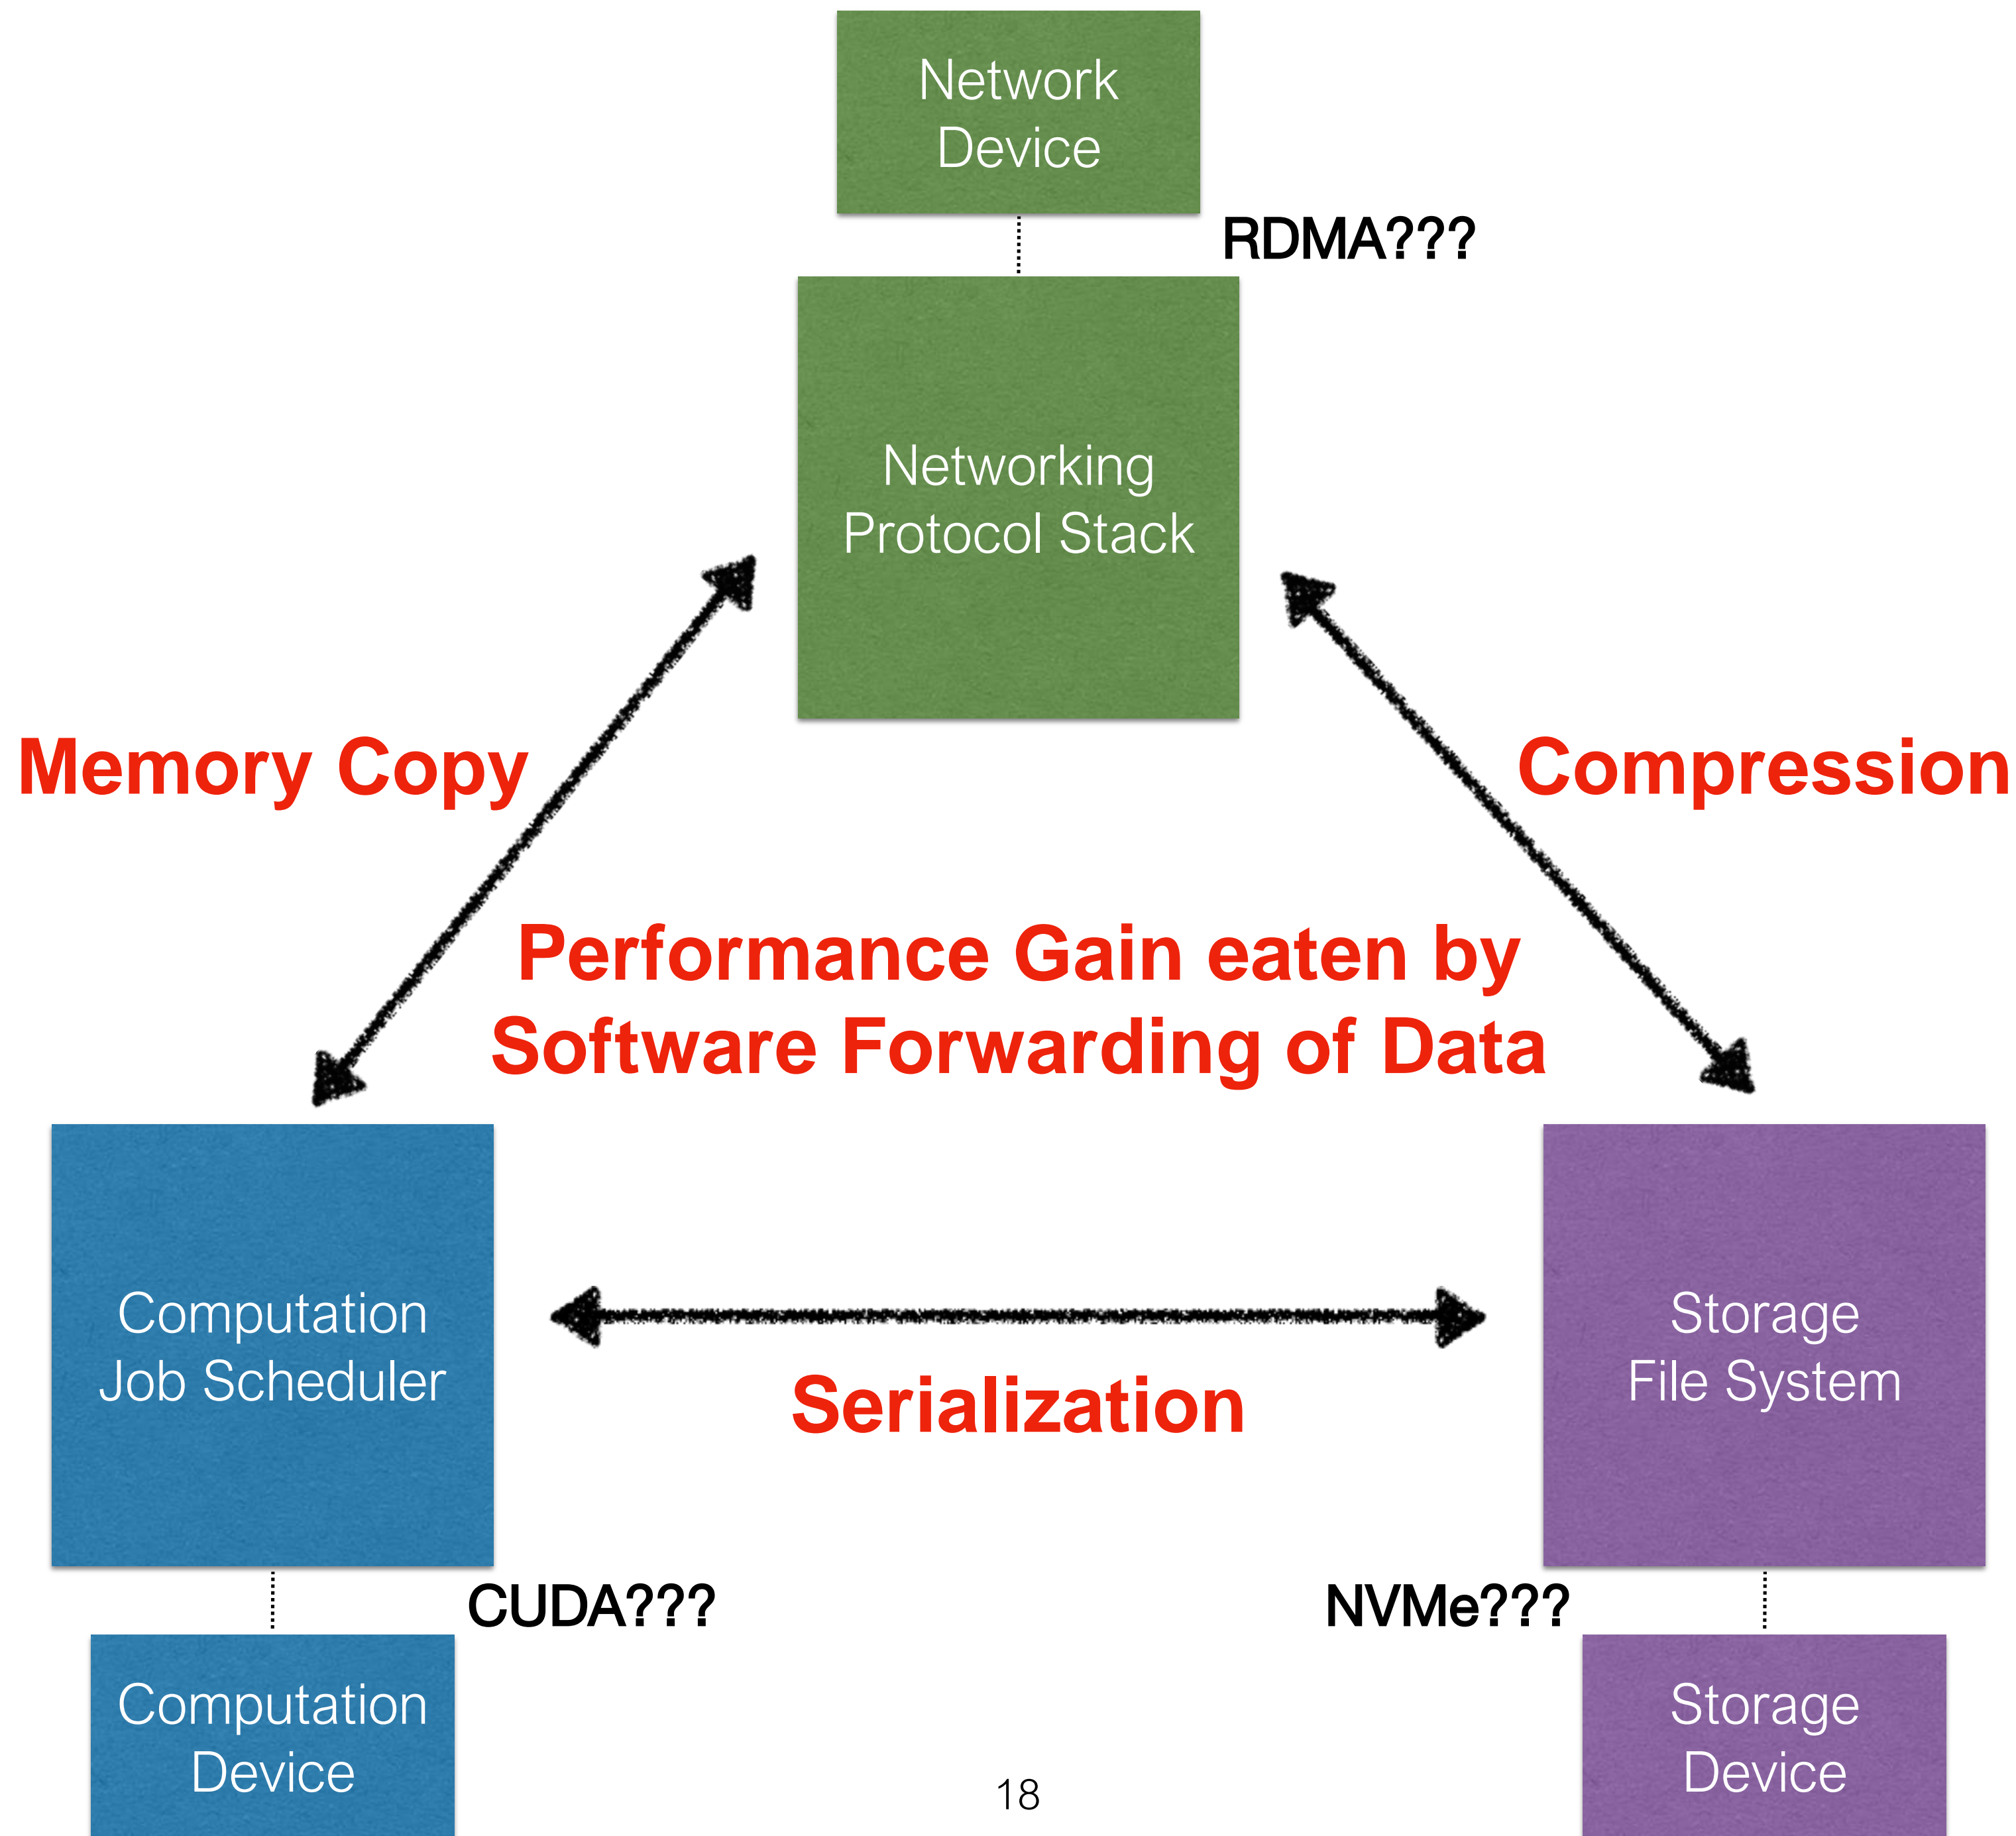 Network
Device
RDMA???
Networking
Protocol Stack
Memory Copy
Compression
Performance Gain eaten by
Software Forwarding of Data
Computation
Job Scheduler
Storage
File System
Serialization
CUDA???
NVMe???
Computation
Device
Storage
Device
18